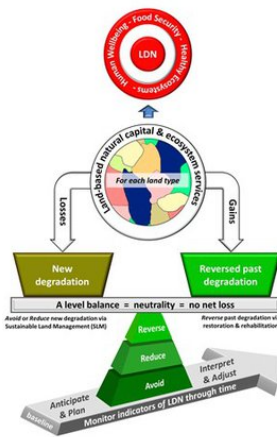 Human Wellbeing - Food Security - Healthy Ecosystems -
LDN
Land-based natural capital & ecosystem services
For each land type
Losses
Gains
New
degradation
Reversed past
degradation
A level balance = neutrality = no net loss
Avoid or Reduce new degradation via
Sustainable Land Management (SLM)
Reverse past degradation via
restoration & rehabilitation
Reverse
Reduce
Avoid
Anticipate
& Plan
Interpret
& Adjust
baseline
Monitor indicators of LDN through time